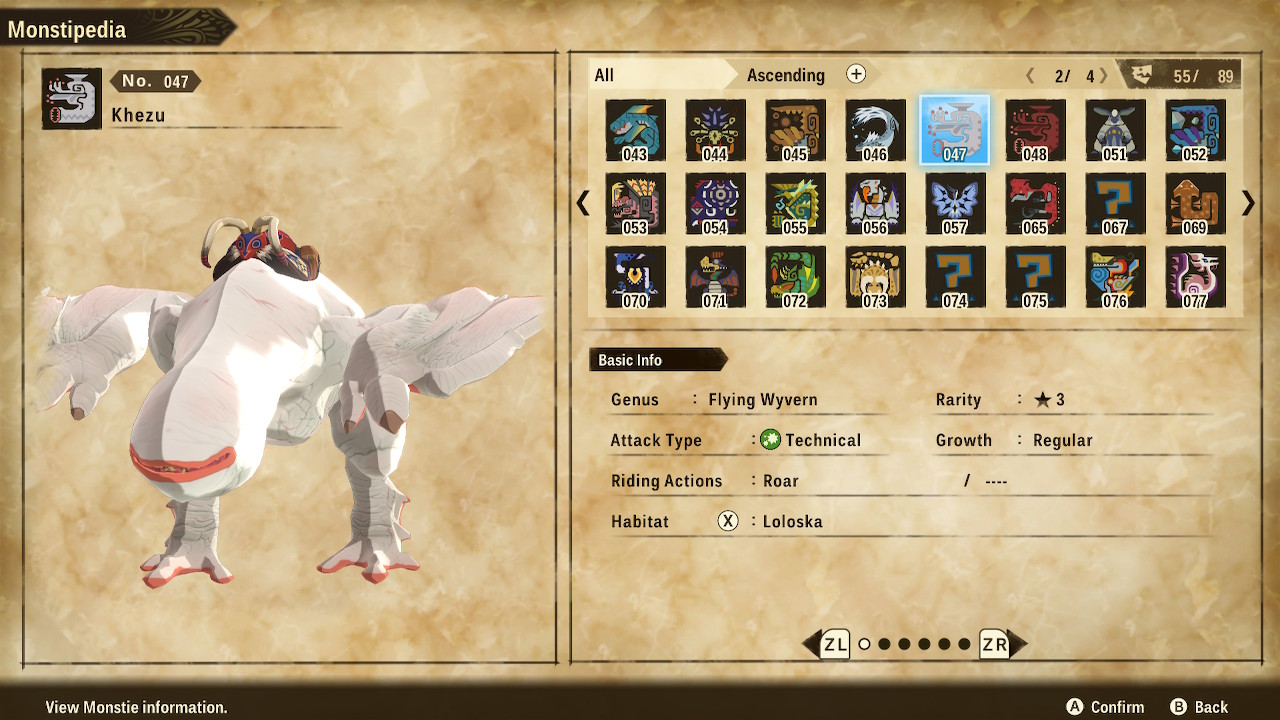 Monstipedia
No. 047
Khezu
All
Ascending +
2/ 4
55/ 89
043 044 045 046 047 048 051 052
053 054 055 056 057 065 067 069
070 071 072 073 074 075 076 077
Basic Info
Genus : Flying Wyvern
Rarity : ★ 3
Attack Type : Technical
Growth : Regular
Riding Actions : Roar / ----
Habitat X : Loloska
ZL ZR
View Monstie information.
A Confirm B Back